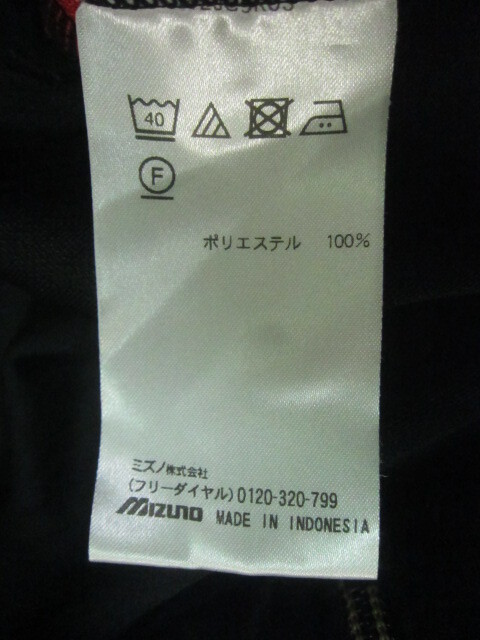 40
F
ポリエステル 100%
ミズノ株式会社
(フリーダイヤル)0120-320-799
MIZUNO MADE IN INDONESIA